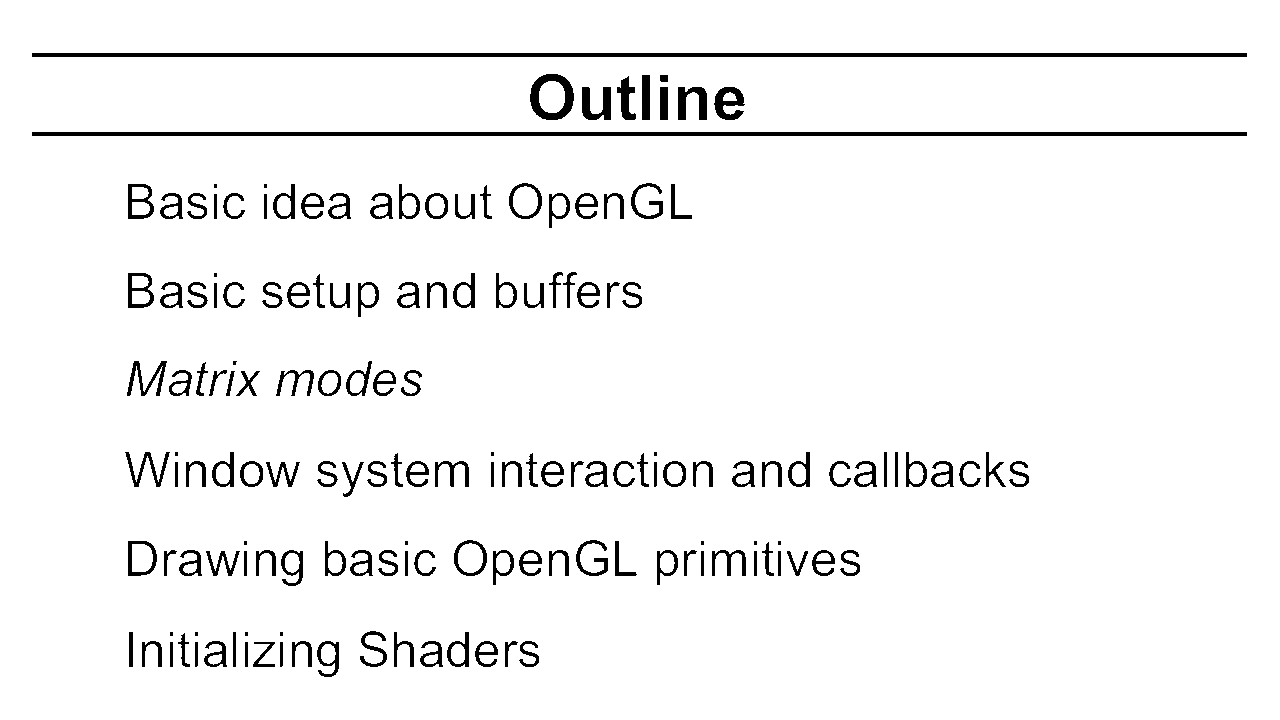 Outline
Basic idea about OpenGL
Basic setup and buffers
Matrix modes
Window system interaction and callbacks
Drawing basic OpenGL primitives
Initializing Shaders